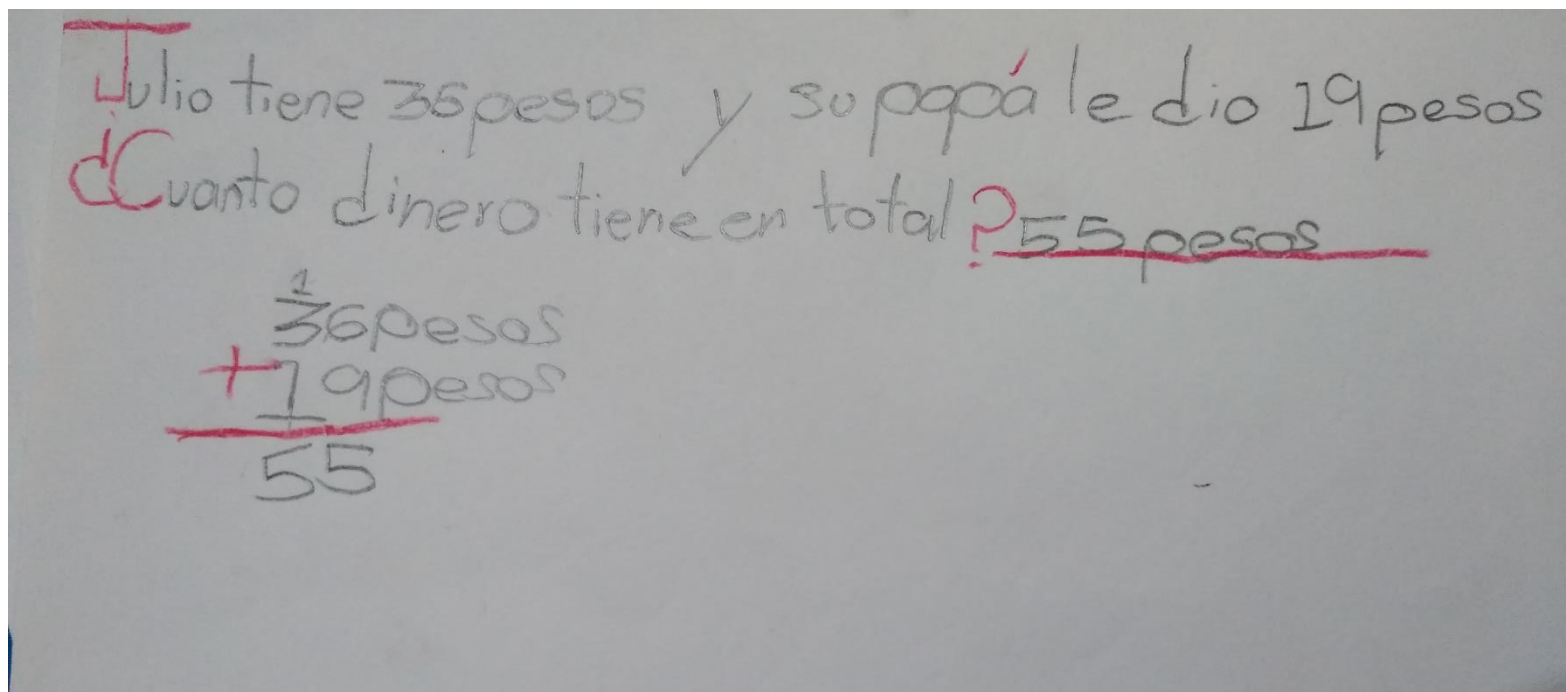 Julio tiene 36 pesos y su papá le dio 19 pesos
¿Cuanto dinero tiene en total? 55 pesos
1
36 pesos
+ 19 pesos
55